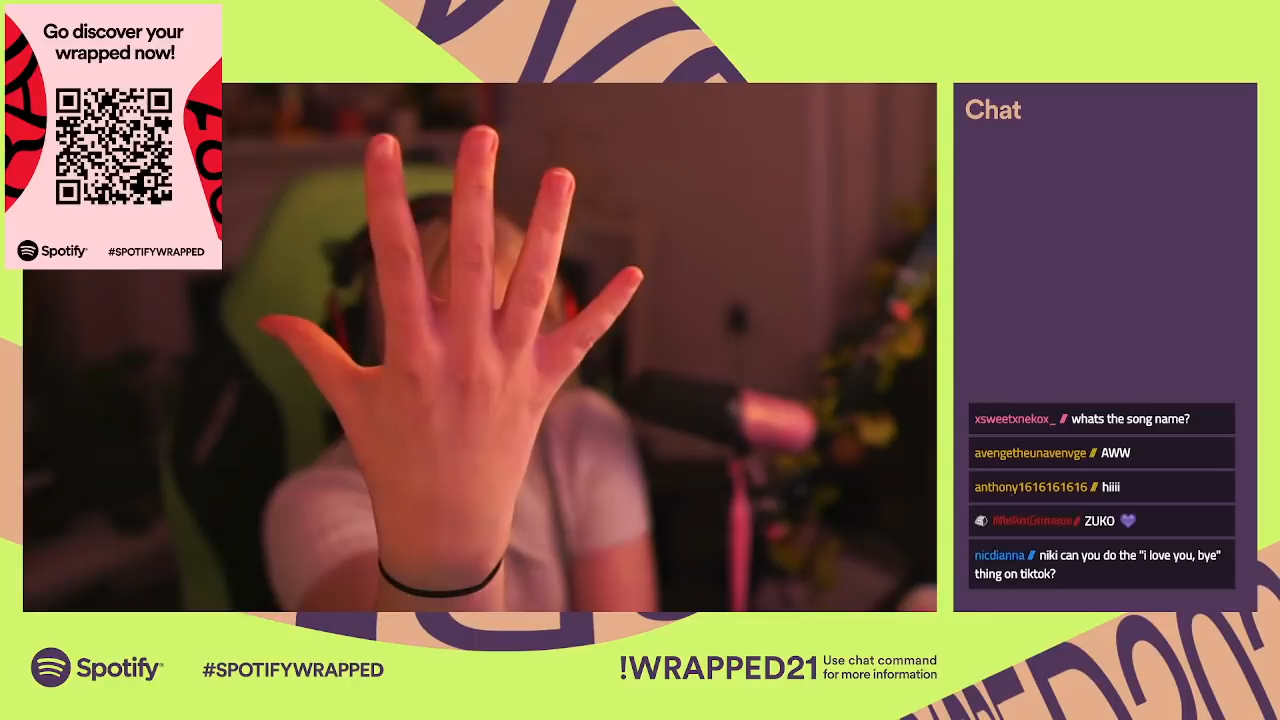 Go discover your
wrapped now!
Spotify
#SPOTIFYWRAPPED
Chat
xsweetxnekox_ // whats the song name?
avengetheunavenvge // AWW
anthony1616161616 // hiiii
// ZUKO 💜
nicdianna // niki can you do the "i love you, bye"
thing on tiktok?
Spotify
#SPOTIFYWRAPPED
!WRAPPED21 Use chat command
for more information